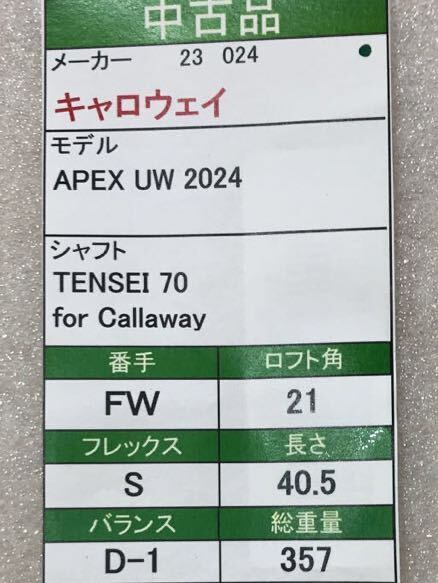 中古品
メーカー 23 024
キャロウェイ
モデル
APEX UW 2024
シャフト
TENSEI 70
for Callaway
番手 ロフト角
FW 21
フレックス 長さ
S 40.5
バランス 総重量
D-1 357